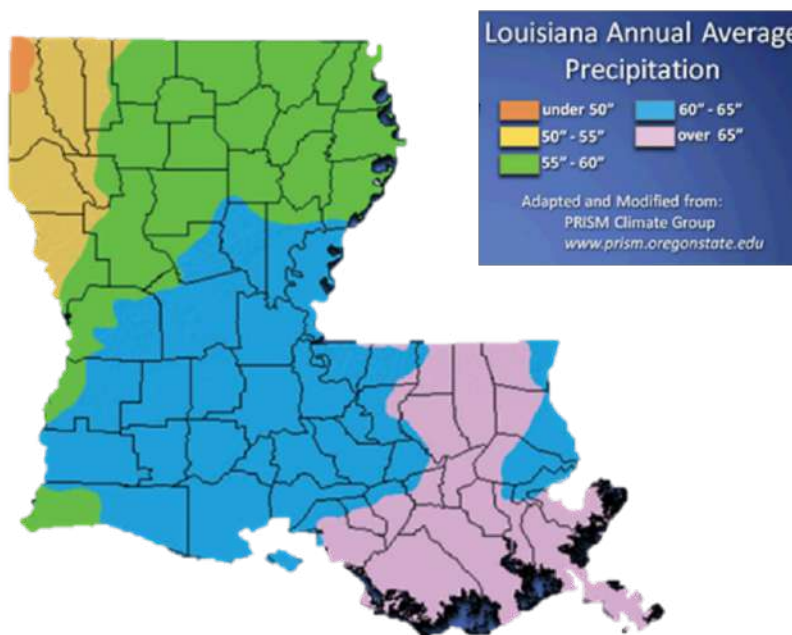 Louisiana Annual Average
Precipitation
under 50"
60" - 65"
50" - 55"
over 65"
55" - 60"
Adapted and Modified from:
PRISM Climate Group
www.prism.oregonstate.edu